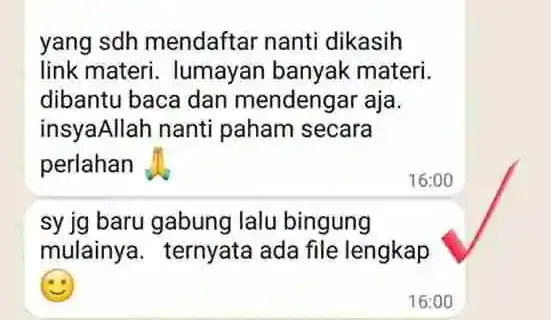 yang sdh mendaftar nanti dikasih
link materi.  lumayan banyak materi.
dibantu baca dan mendengar aja.
insyaAllah nanti paham secara
perlahan 🙏
16:00
sy jg baru gabung lalu bingung
mulainya.   ternyata ada file lengkap
🙂
16:00